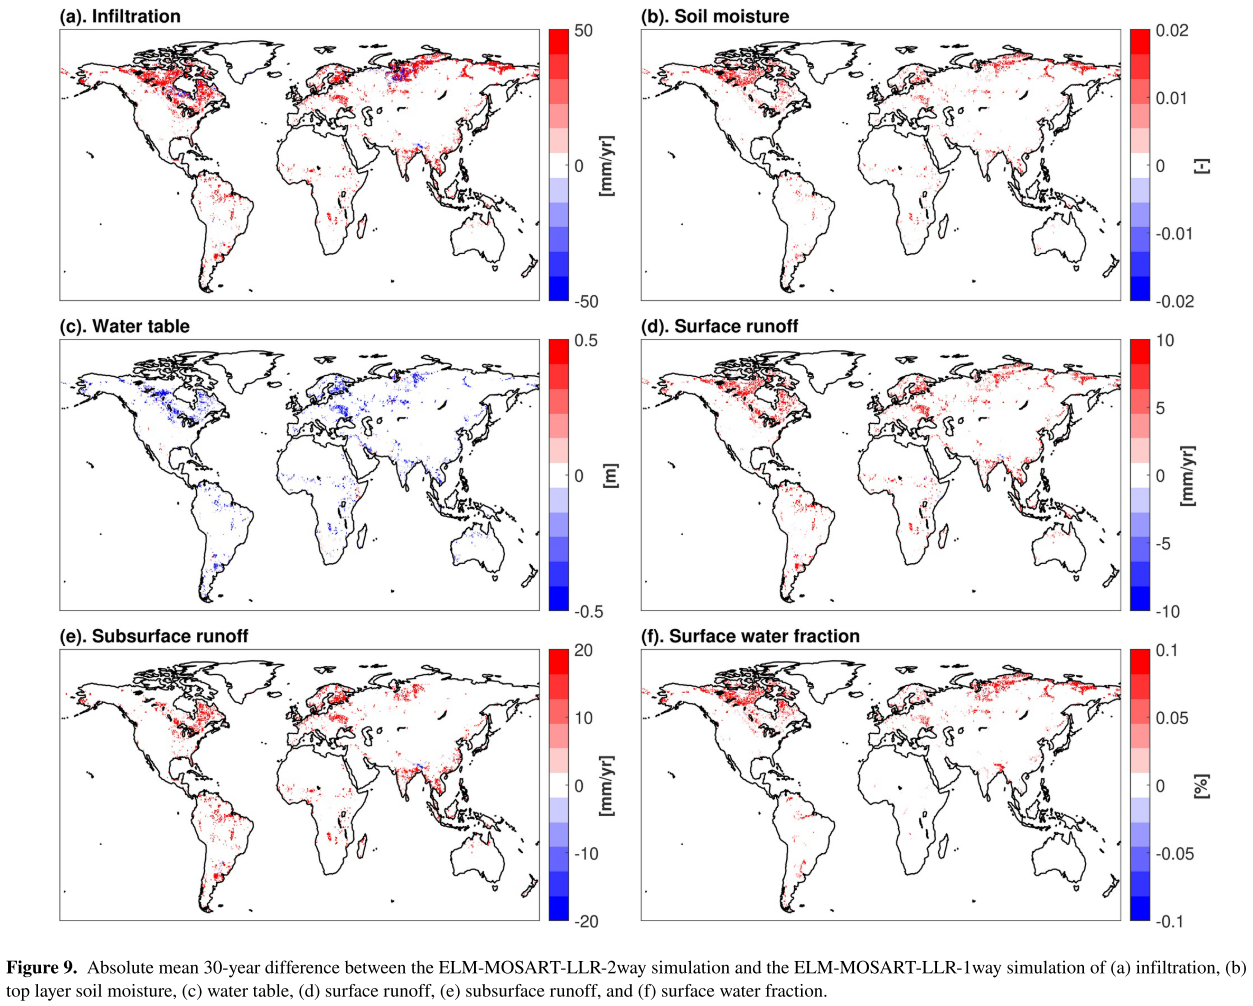 (a). Infiltration
50
0
-50
[mm/yr]
(b). Soil moisture
0.02
0.01
0
-0.01
-0.02
[-]
(c). Water table
0.5
0
-0.5
[m]
(d). Surface runoff
10
5
0
-5
-10
[mm/yr]
(e). Subsurface runoff
20
10
0
-10
-20
[mm/yr]
(f). Surface water fraction
0.1
0.05
0
-0.05
-0.1
[%]
Figure 9. Absolute mean 30-year difference between the ELM-MOSART-LLR-2way simulation and the ELM-MOSART-LLR-1way simulation of (a) infiltration, (b)
top layer soil moisture, (c) water table, (d) surface runoff, (e) subsurface runoff, and (f) surface water fraction.